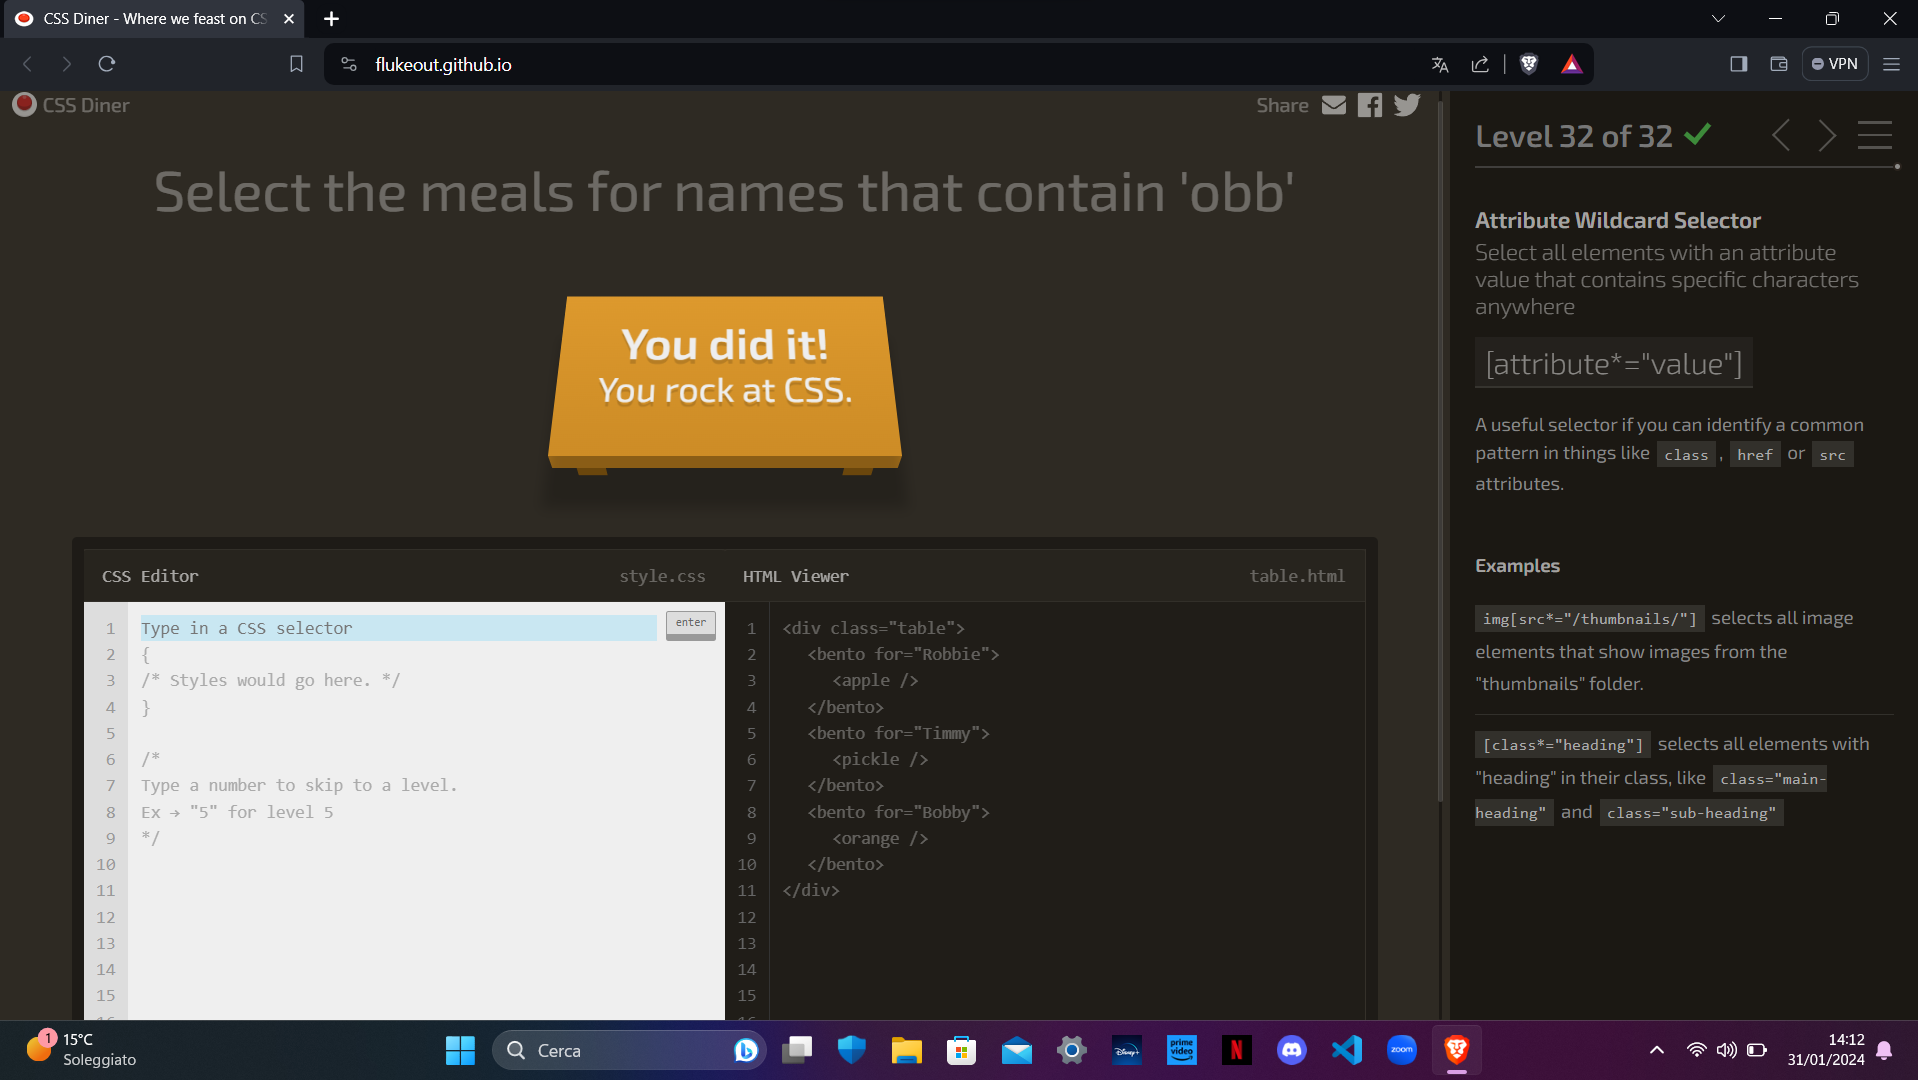 CSS Diner - Where we feast on CS
flukeout.github.io
VPN
CSS Diner
Share
Select the meals for names that contain 'obb'
You did it!
You rock at CSS.
CSS Editor
style.css
HTML Viewer
table.html
1
2
3
4
5
6
7
8
9
10
11
12
13
14
15
Type in a CSS selector
enter
{
/* Styles would go here. */
}
/*
Type a number to skip to a level.
Ex → "5" for level 5
*/
1
2
3
4
5
6
7
8
9
10
11
12
13
14
15
<div class="table">
<bento for="Robbie">
<apple />
</bento>
<bento for="Timmy">
<pickle />
</bento>
<bento for="Bobby">
<orange />
</bento>
</div>
Level 32 of 32
Attribute Wildcard Selector
Select all elements with an attribute
value that contains specific characters
anywhere
[attribute*="value"]
A useful selector if you can identify a common
pattern in things like class , href or src
attributes.
Examples
img[src*="/thumbnails/"] selects all image
elements that show images from the
"thumbnails" folder.
[class*="heading"] selects all elements with
"heading" in their class, like class="main-
heading" and class="sub-heading"
1
15°C
Soleggiato
Cerca
Disney+
prime video
N
zoom
14:12
31/01/2024